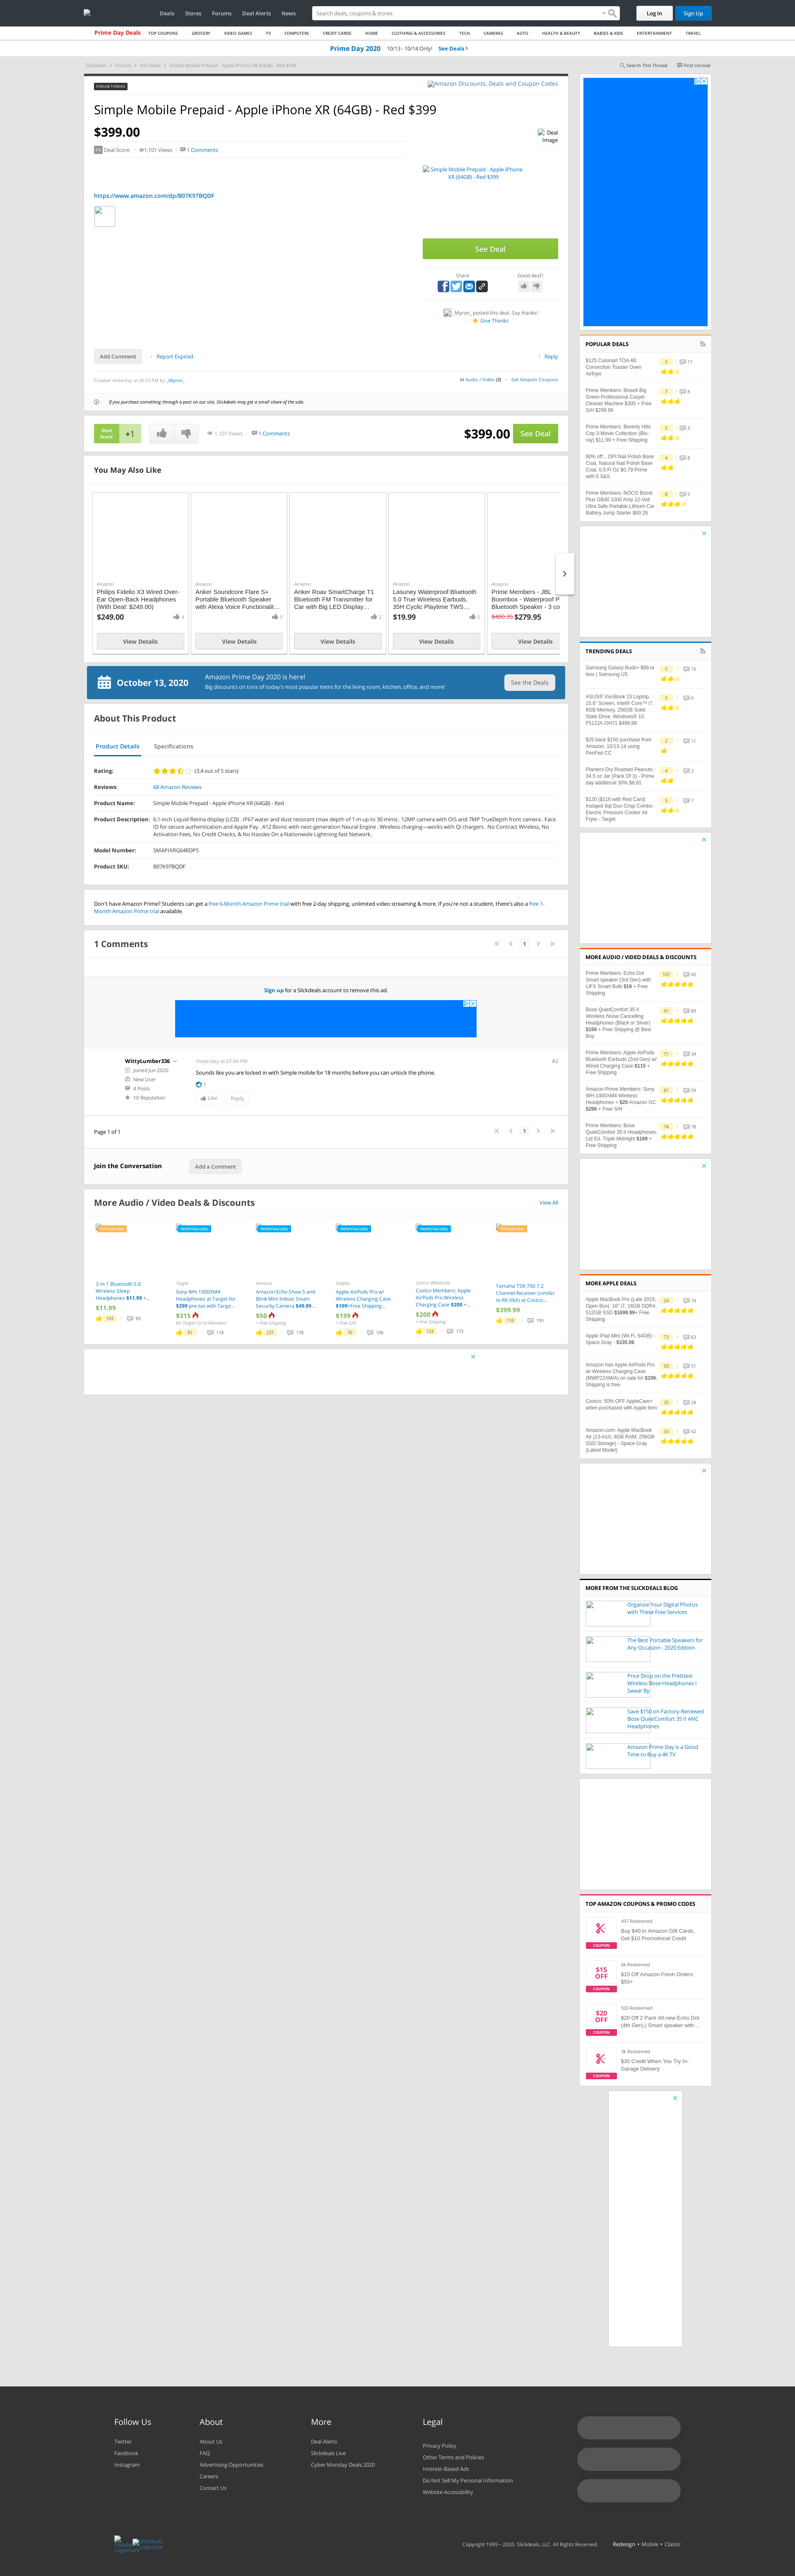 Deals Stores Forums Deal Alerts News
Search deals, coupons & stores
Log In
Sign Up
Prime Day Deals TOP COUPONS GROCERY VIDEO GAMES TV COMPUTERS CREDIT CARDS HOME CLOTHING & ACCESSORIES TECH CAMERAS AUTO HEALTH & BEAUTY BABIES & KIDS ENTERTAINMENT TRAVEL
Prime Day 2020 10/13 - 10/14 Only! See Deals
Slickdeals > Forums > Hot Deals > Simple Mobile Prepaid - Apple iPhone XR (64GB) - Red $399
Search This Thread First Unread
FORUM THREAD
Amazon Discounts, Deals and Coupon Codes
Simple Mobile Prepaid - Apple iPhone XR (64GB) - Red $399
$399.00
Deal Image
+1 Deal Score 1,101 Views 1 Comments
Simple Mobile Prepaid - Apple iPhone XR (64GB) - Red $399
https://www.amazon.com/dp/B07K97BQDF
See Deal
Share
Good deal?
_Myron_ posted this deal. Say thanks!
Give Thanks
Add Comment
Report Expired
Reply
Created Yesterday at 06:53 PM by _Myron_
in Audio / Video (3) Get Amazon Coupons
If you purchase something through a post on our site, Slickdeals may get a small share of the sale.
Deal Score +1
1,101 Views 1 Comments
$399.00
See Deal
You May Also Like
Amazon
Philips Fidelio X3 Wired Over-Ear Open-Back Headphones (With Deal: $249.00)
$249.00 4
View Details
Amazon
Anker Soundcore Flare S+ Portable Bluetooth Speaker with Alexa Voice Functionalit...
0
View Details
Amazon
Anker Roav SmartCharge T1 Bluetooth FM Transmitter for Car with Big LED Display...
2
View Details
Amazon
Lasuney Waterproof Bluetooth 5.0 True Wireless Earbuds, 35H Cyclic Playtime TWS...
$19.99 0
View Details
Amazon
Prime Members - JBL Boombox - Waterproof P Bluetooth Speaker - 3 co
$279.95
View Details
October 13, 2020
Amazon Prime Day 2020 is here!
Big discounts on tons of today's most popular items for the living room, kitchen, office, and more!
See the Deals
About This Product
Product Details Specifications
Rating: (3.4 out of 5 stars)
Reviews: 68 Amazon Reviews
Product Name: Simple Mobile Prepaid - Apple iPhone XR (64GB) - Red
Product Description: 6.1-inch Liquid Retina display (LCD) . IP67 water and dust resistant (max depth of 1 m up to 30 mins) . 12MP camera with OIS and 7MP TrueDepth front camera . Face ID for secure authentication and Apple Pay . A12 Bionic with next-generation Neural Engine . Wireless charging—works with Qi chargers . No Contract Wireless, No Activation Fees, No Credit Checks, & No Hassles On a Nationwide Lightning-fast Network.
Model Number: SMAPIXRG64RDP5
Product SKU: B07K97BQDF
Don't have Amazon Prime? Students can get a free 6-Month Amazon Prime trial with free 2-day shipping, unlimited video streaming & more. If you're not a student, there's also a free 1-Month Amazon Prime trial available.
1 Comments
1
Sign up for a Slickdeals account to remove this ad.
WittyLumber336
Joined Jun 2020
New User
4 Posts
10 Reputation
Yesterday at 07:06 PM
#2
Sounds like you are locked in with Simple mobile for 18 months before you can unlock the phone.
1
Like
Reply
Page 1 of 1
1
Join the Conversation
Add a Comment
More Audio / Video Deals & Discounts
View All
POPULAR DEAL
3-in-1 Bluetooth 5.0 Wireless Sleep Headphones $11.99 +...
$11.99
193 83
FRONTPAGE DEAL
Target
Sony WH-1000XM4 Headphones at Target for $299 pre-tax with Targe...
$315
for Target Circle Members
81 118
FRONTPAGE DEAL
Amazon
Amazon Echo Show 5 and Blink Mini Indoor Smart Security Camera $49.99...
$50
+ Free Shipping
237 178
FRONTPAGE DEAL
Staples
Apple AirPods Pro w/ Wireless Charging Case $199+Free Shipping...
$199
+ Free S/H
76 106
FRONTPAGE DEAL
Costco Wholesale
Costco Members: Apple AirPods Pro Wireless Charging Case $200 +...
$200
+ Free Shipping
133 175
POPULAR DEAL
Yamaha TSR-700 7.2 Channel Receiver (similar to RX-V6A) at Costco...
$399.99
116 195
POPULAR DEALS
$125 Cuisinart TOA-60 Convection Toaster Oven Airfryer
5 17
Prime Members: Bissell Big Green Professional Carpet Cleaner Machine $300 + Free S/H $299.99
7 8
Prime Members: Beverly Hills Cop 3-Movie Collection (Blu-ray) $11.99 + Free Shipping
5 3
90% off... OPI Nail Polish Base Coat, Natural Nail Polish Base Coat, 0.5 Fl Oz $0.79 Prime with 5 S&S
4 8
Prime Members: NOCO Boost Plus GB40 1000 Amp 12-Volt Ultra Safe Portable Lithium Car Battery Jump Starter $69.26
8 9
TRENDING DEALS
Samsung Galaxy Buds+ $99 or less | Samsung US
5 10
ASUS® VivoBook 15 Laptop, 15.6" Screen, Intel® Core™ i7, 8GB Memory, 256GB Solid State Drive, Windows® 10, F512JA-OH71 $499.98
5 6
$25 back $150 purchase from Amazon, 10/13-14 using PenFed CC
2 11
Planters Dry Roasted Peanuts - 34.5 oz Jar (Pack Of 3) - Prime day additional 30% $8.81
4 2
$120 ($116 with Red Card) Instapot 6qt Duo Crisp Combo Electric Pressure Cooker Air Fryer - Target
5 7
MORE AUDIO / VIDEO DEALS & DISCOUNTS
Prime Members: Echo Dot Smart speaker (3rd Gen) with LIFX Smart Bulb $19 + Free Shipping
107 60
Bose QuietComfort 35 II Wireless Noise Cancelling Headphones (Black or Silver) $199 + Free Shipping @ Best Buy
91 89
Prime Members: Apple AirPods Bluetooth Earbuds (2nd Gen) w/ Wired Charging Case $115 + Free Shipping
71 34
Amazon Prime Members: Sony WH-1000XM4 Wireless Headphones + $25 Amazon GC $298 + Free S/H
81 59
Prime Members: Bose QuietComfort 35 II Headphones: Ltd Ed. Triple Midnight $199 + Free Shipping
74 78
MORE APPLE DEALS
Apple MacBook Pro (Late 2019, Open Box): 16" i7, 16GB DDR4, 512GB SSD $1699.99+ Free Shipping
24 74
Apple iPad Mini (Wi-Fi, 64GB) - Space Gray - $335.98
73 63
Amazon has Apple AirPods Pro w/ Wireless Charging Case (MWP22AM/A) on sale for $199. Shipping is free.
50 51
Costco: 50% OFF AppleCare+ when purchased with Apple item
35 28
Amazon.com: Apple MacBook Air (13-inch, 8GB RAM, 256GB SSD Storage) - Space Gray (Latest Model)
33 42
MORE FROM THE SLICKDEALS BLOG
Organize Your Digital Photos with These Free Services
The Best Portable Speakers for Any Occasion - 2020 Edition
Price Drop on the Prettiest Wireless Bose Headphones I Swear By
Save $150 on Factory-Renewed Bose QuietComfort 35 II ANC Headphones
Amazon Prime Day is a Good Time to Buy a 4K TV
TOP AMAZON COUPONS & PROMO CODES
437 Redeemed
Buy $40 in Amazon Gift Cards, Get $10 Promotional Credit
COUPON
6k Redeemed
$15 OFF
$15 Off Amazon Fresh Orders $50+
COUPON
503 Redeemed
$20 OFF
$20 Off 2 Pack All-new Echo Dot (4th Gen) | Smart speaker with...
COUPON
3k Redeemed
$30 Credit When You Try In-Garage Delivery
COUPON
Follow Us
Twitter
Facebook
Instagram
About
About Us
FAQ
Advertising Opportunities
Careers
Contact Us
More
Deal Alerts
Slickdeals Live
Cyber Monday Deals 2020
Legal
Privacy Policy
Other Terms and Policies
Interest-Based Ads
Do Not Sell My Personal Information
Website Accessibility
Slickdeals Logotype
Copyright 1999 - 2020. Slickdeals, LLC. All Rights Reserved. Redesign • Mobile • Classic